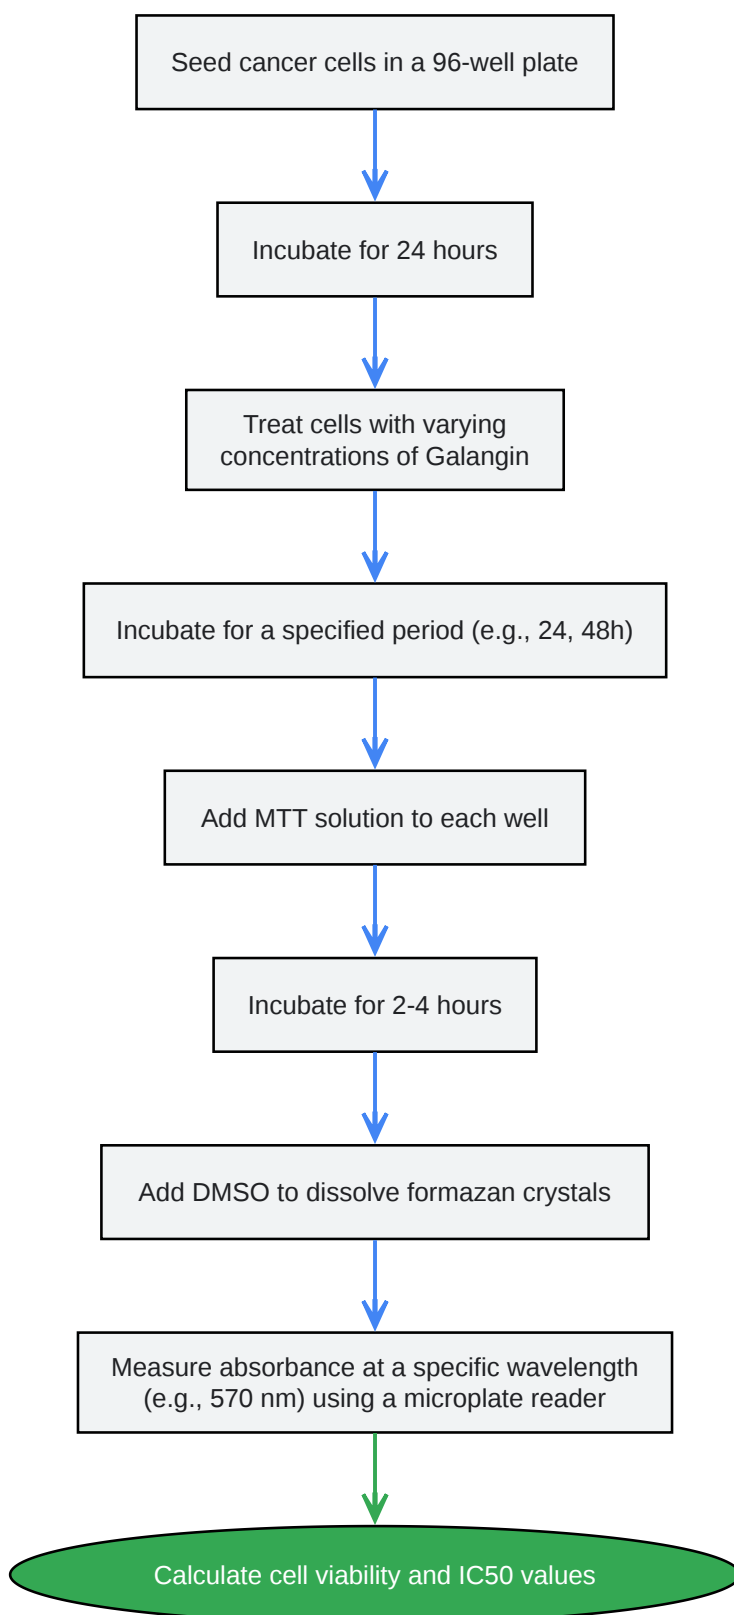 Seed cancer cells in a 96-well plate
Incubate for 24 hours
Treat cells with varying
concentrations of Galangin
Incubate for a specified period (e.g., 24, 48h)
Add MTT solution to each well
Incubate for 2-4 hours
Add DMSO to dissolve formazan crystals
Measure absorbance at a specific wavelength
(e.g., 570 nm) using a microplate reader
Calculate cell viability and IC50 values